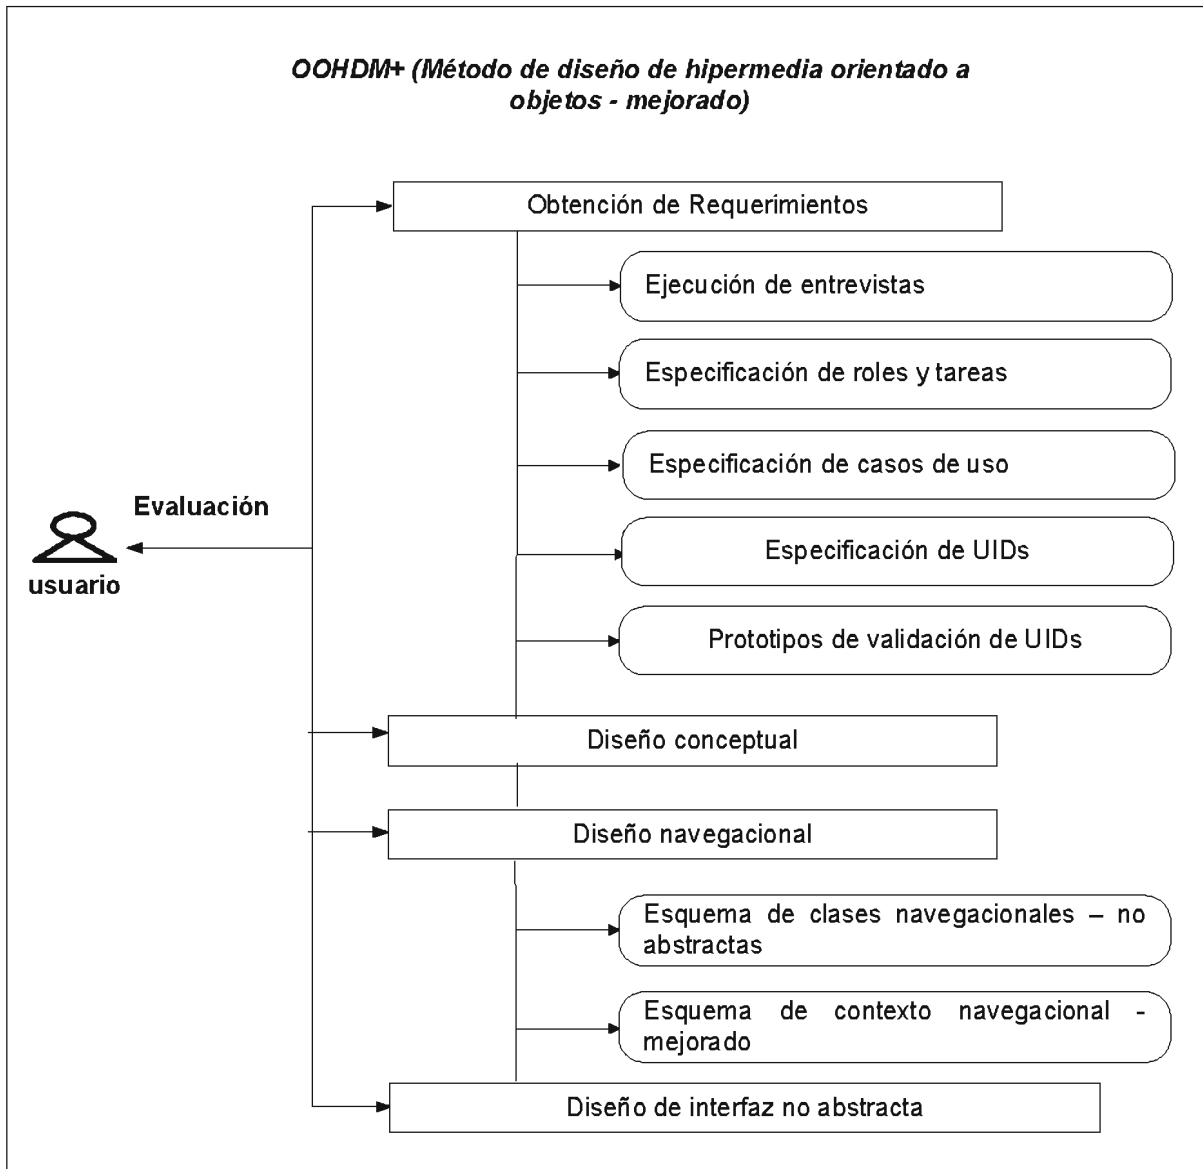 OOHDM+ (Método de diseño de hipermedia orientado a
objetos - mejorado)
Obtención de Requerimientos
Ejecución de entrevistas
Especificación de roles y tareas
Especificación de casos de uso
Evaluación
usuario
Especificación de UIDs
Prototipos de validación de UIDs
Diseño conceptual
Diseño navegacional
Esquema de clases navegacionales – no
abstractas
Esquema de contexto navegacional -
mejorado
Diseño de interfaz no abstracta